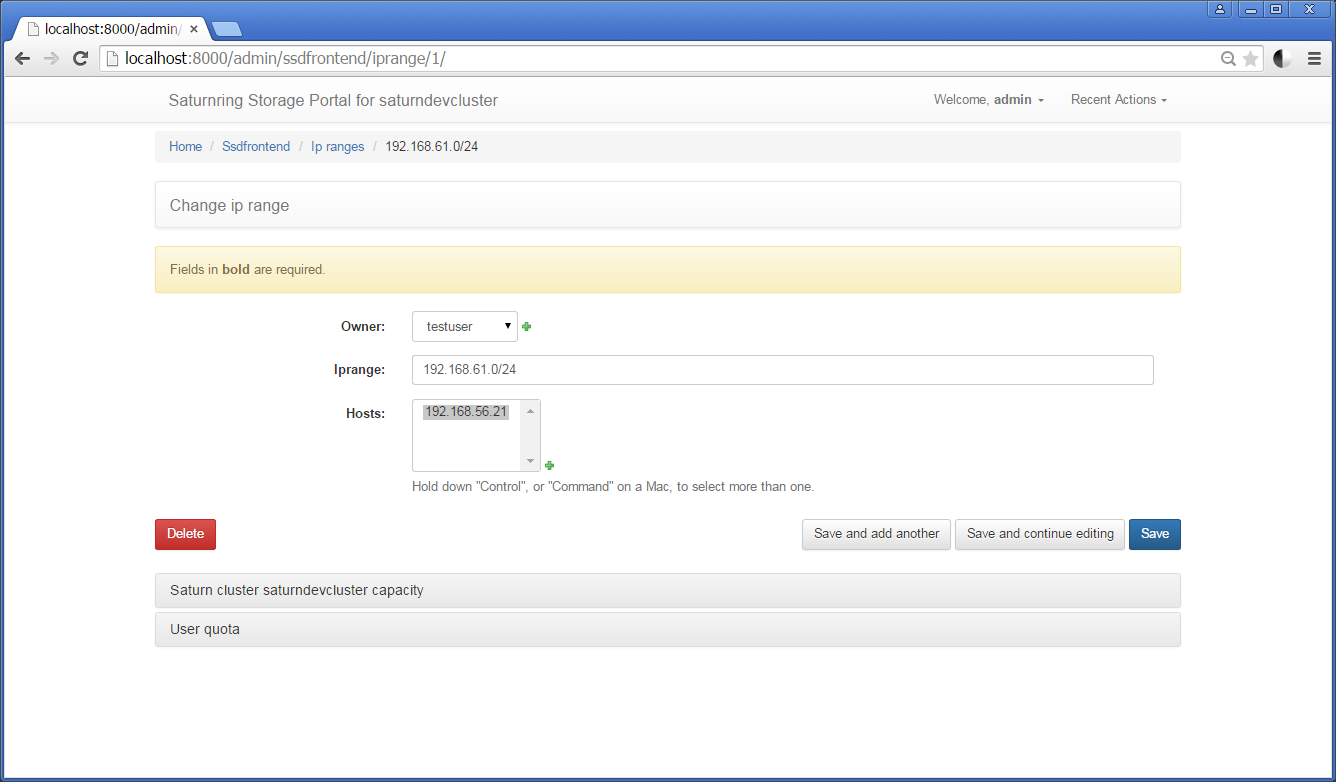 localhost:8000/admin/
localhost:8000/admin/ssdfrontend/iprange/1/
Saturnring Storage Portal for saturndevcluster
Welcome, admin
Recent Actions
Home / Ssdfrontend / Ip ranges / 192.168.61.0/24
Change ip range
Fields in bold are required.
Owner: testuser
Iprange: 192.168.61.0/24
Hosts: 192.168.56.21
Hold down "Control", or "Command" on a Mac, to select more than one.
Delete
Save and add another
Save and continue editing
Save
Saturn cluster saturndevcluster capacity
User quota